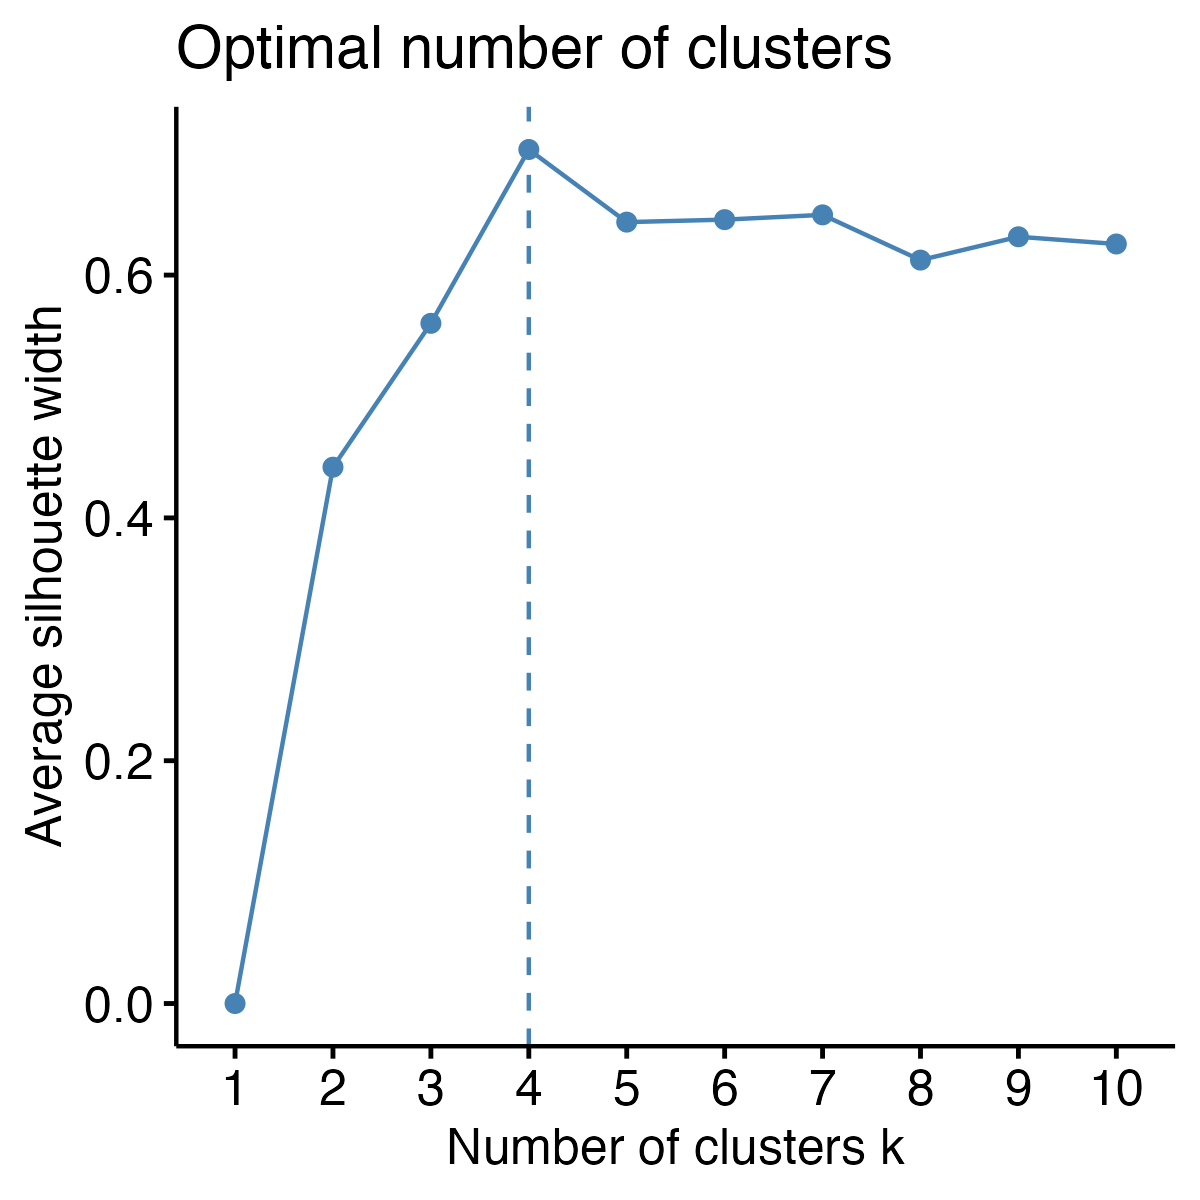 Optimal number of clusters
Average silhouette width
0.6
0.4
0.2
0.0
1 2 3 4 5 6 7 8 9 10
Number of clusters k